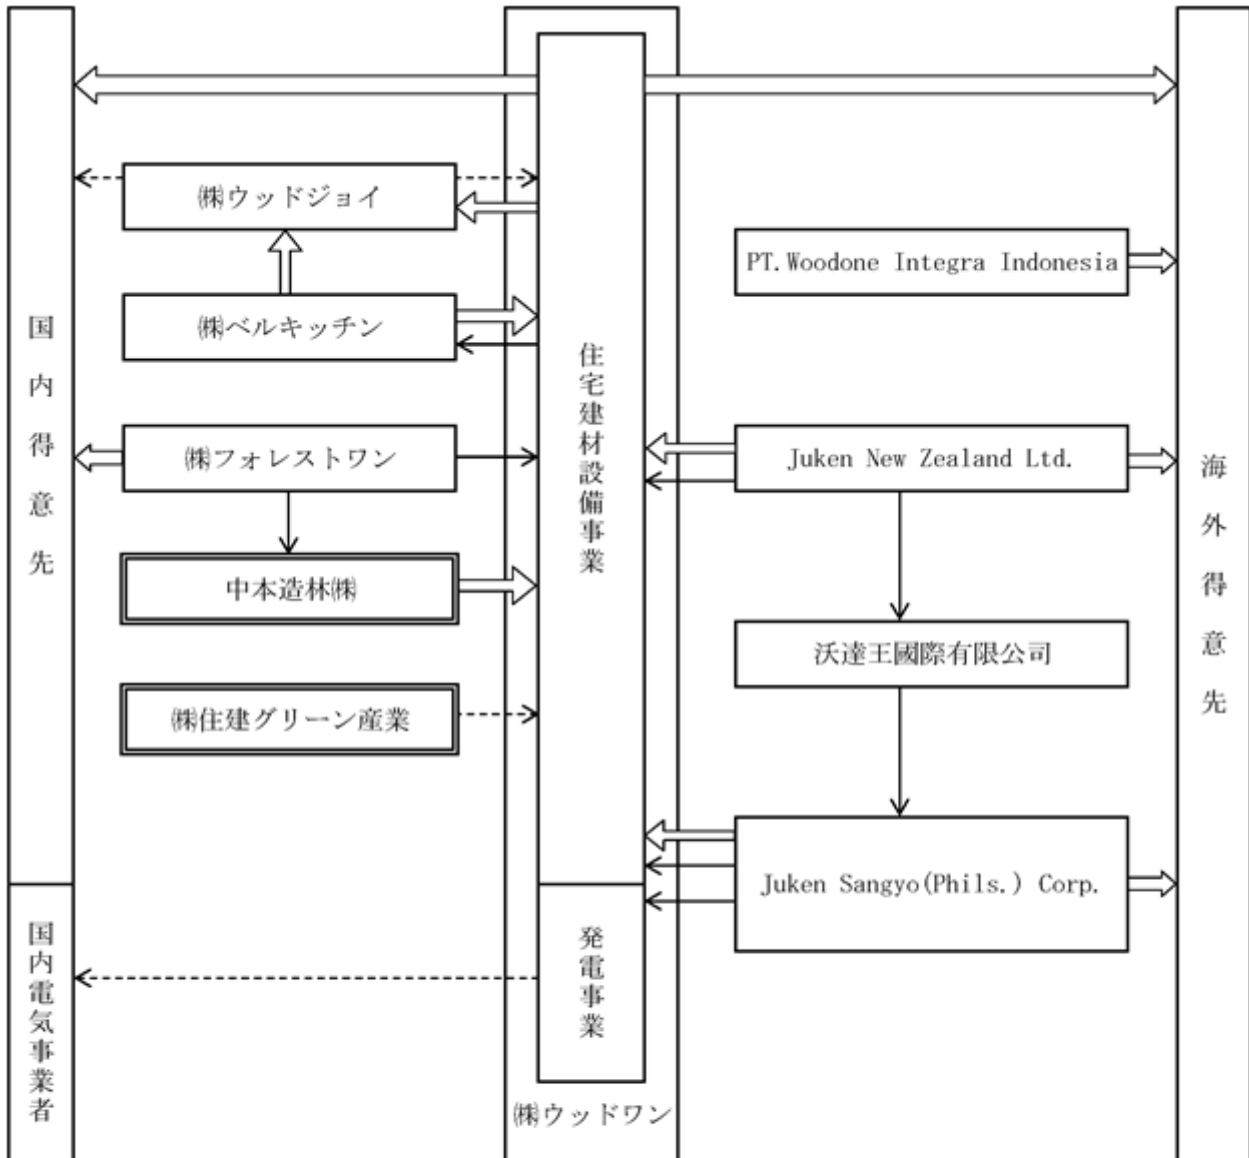 国内得意先
国内電気事業者
㈱ウッドジョイ
㈱ベルキッチン
㈱フォレストワン
中本造林㈱
㈱住建グリーン産業
住宅建材設備事業
発電事業
㈱ウッドワン
PT.Woodone Integra Indonesia
Juken New Zealand Ltd.
沃達王國際有限公司
Juken Sangyo(Phils.) Corp.
海外得意先